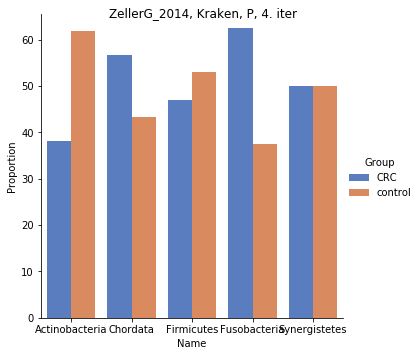 ZellerG_2014, Kraken, P, 4. iter
Proportion
60
50
40
30
20
10
0
Actinobacteria Chordata Firmicutes Fusobacteria Synergistetes
Name
Group
CRC
control